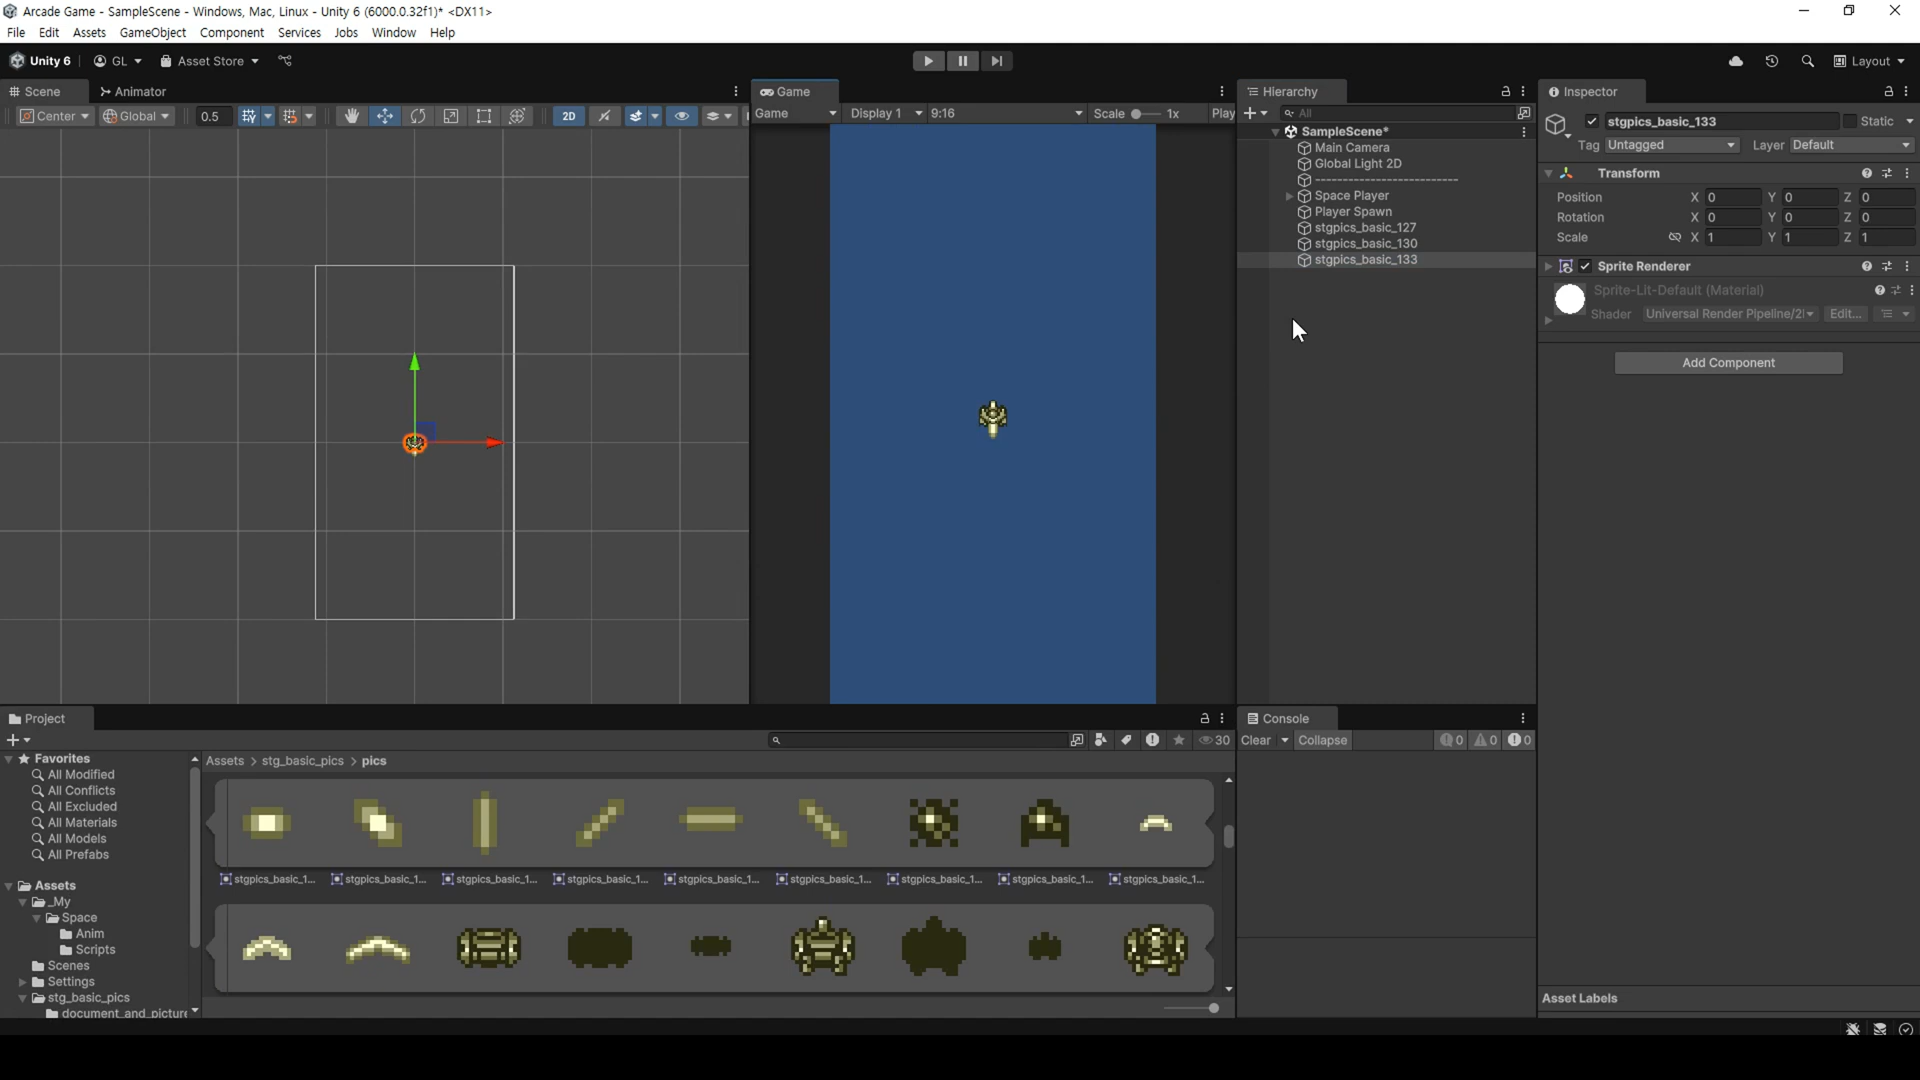 Arcade Game - SampleScene - Windows, Mac, Linux - Unity 6 (6000.0.32f1)* <DX11>
File Edit Assets GameObject Component Services Jobs Window Help
Unity 6 GL Asset Store Layout
Scene Animator
Center Global 0.5 2D
Game
Game Display 1 9:16 Scale 1x Play
Hierarchy
All
SampleScene*
Main Camera
Global Light 2D
--------------------------
Space Player
Player Spawn
stgpics_basic_127
stgpics_basic_130
stgpics_basic_133
Inspector
stgpics_basic_133 Static
Tag Untagged Layer Default
Transform
Position X 0 Y 0 Z 0
Rotation X 0 Y 0 Z 0
Scale X 1 Y 1 Z 1
Sprite Renderer
Sprite-Lit-Default (Material)
Shader Universal Render Pipeline/2 Edit...
Add Component
Asset Labels
Project
30
Favorites
All Modified
All Conflicts
All Excluded
All Materials
All Models
All Prefabs
Assets
_My
Space
Anim
Scripts
Scenes
Settings
stg_basic_pics
document_and_picture
Assets > stg_basic_pics > pics
stgpics_basic_1... stgpics_basic_1... stgpics_basic_1... stgpics_basic_1... stgpics_basic_1... stgpics_basic_1... stgpics_basic_1... stgpics_basic_1... stgpics_basic_1...
Console
Clear Collapse 0 0 0